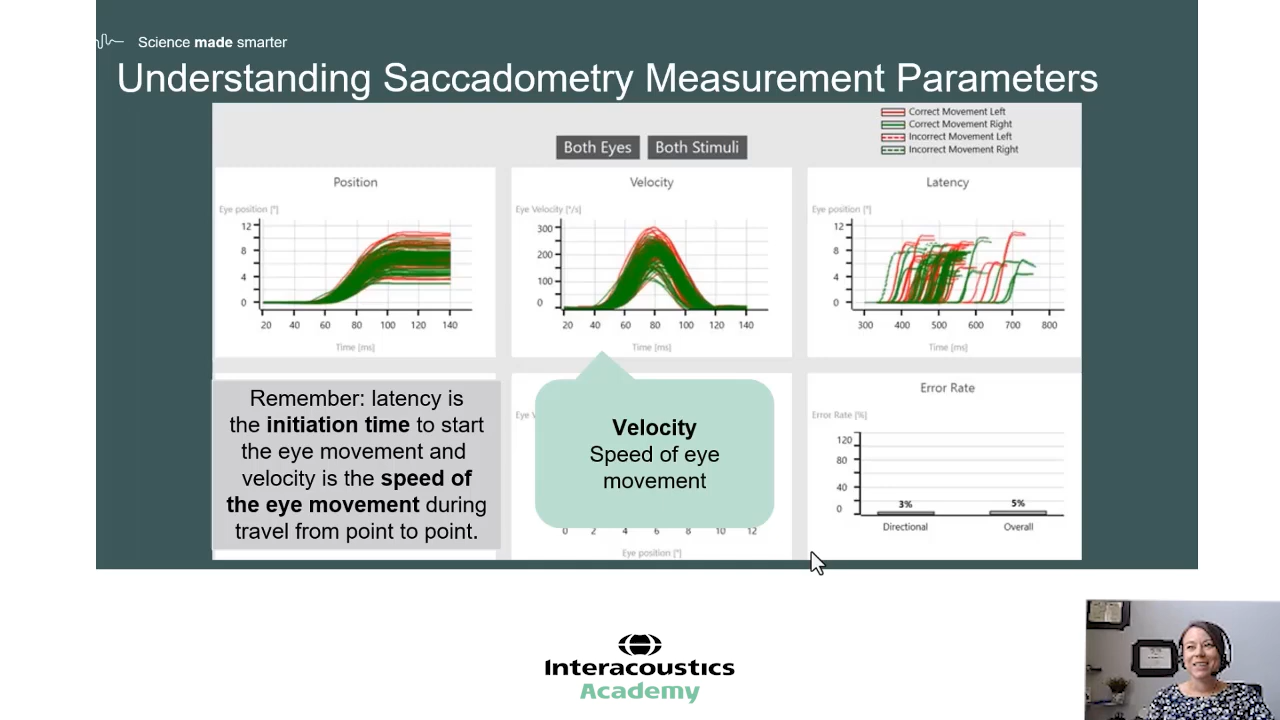 Science made smarter
Understanding Saccadometry Measurement Parameters
Correct Movement Left
Correct Movement Right
Incorrect Movement Left
Incorrect Movement Right
Both Eyes
Both Stimuli
Position
Eye position [°]
12
8
4
0
20 40 60 80 100 120 140
Time [ms]
Velocity
Eye Velocity [°/s]
300
200
100
0
20 40 60 80 100 120 140
Time [ms]
Latency
Eye position [°]
12
8
4
0
300 400 500 600 700 800
Time [ms]
Remember: latency is
the initiation time to start
the eye movement and
velocity is the speed of
the eye movement during
travel from point to point.
Eye
Velocity
Speed of eye
movement
0 2 4 6 8 10 12
Eye position [°]
Error Rate
Error Rate [%]
120
80
40
0
3%
5%
Directional
Overall
Interacoustics
Academy